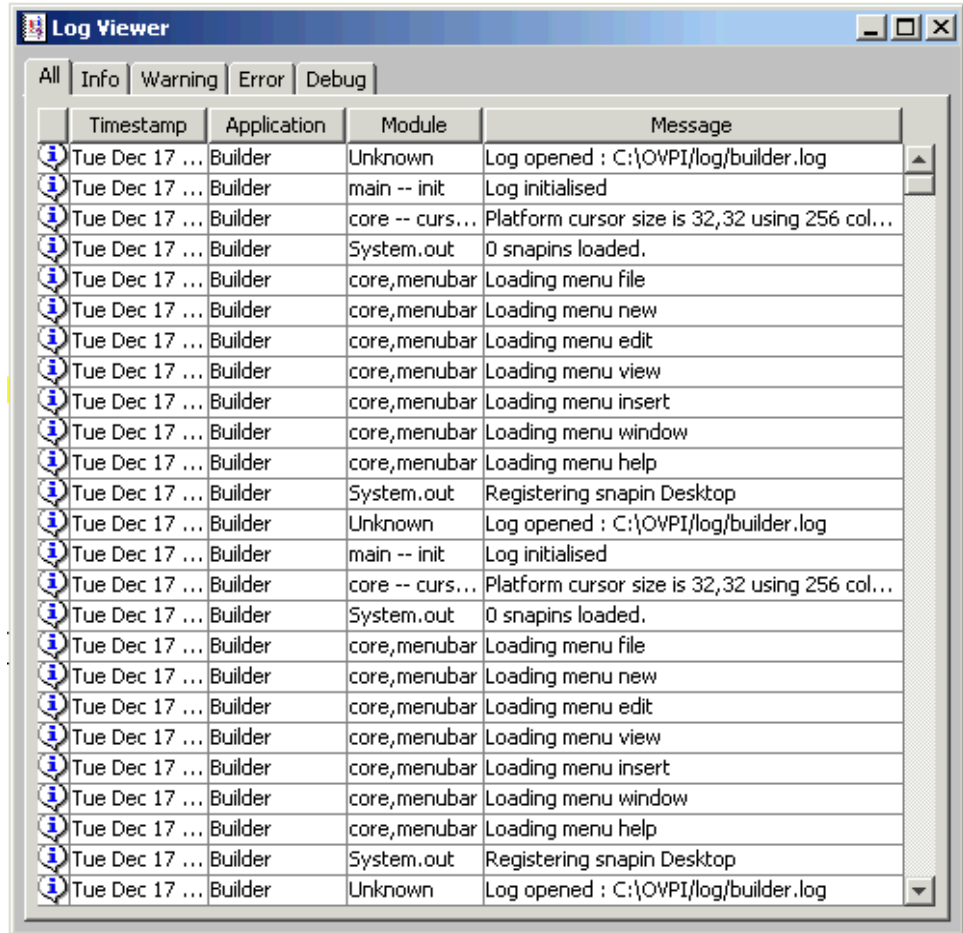 Log Viewer
All Info Warning Error Debug
Timestamp Application Module Message
Tue Dec 17 ... Builder Unknown Log opened : C:\OVPI/log/builder.log
Tue Dec 17 ... Builder main -- init Log initialised
Tue Dec 17 ... Builder core -- curs... Platform cursor size is 32,32 using 256 col...
Tue Dec 17 ... Builder System.out 0 snapins loaded.
Tue Dec 17 ... Builder core,menubar Loading menu file
Tue Dec 17 ... Builder core,menubar Loading menu new
Tue Dec 17 ... Builder core,menubar Loading menu edit
Tue Dec 17 ... Builder core,menubar Loading menu view
Tue Dec 17 ... Builder core,menubar Loading menu insert
Tue Dec 17 ... Builder core,menubar Loading menu window
Tue Dec 17 ... Builder core,menubar Loading menu help
Tue Dec 17 ... Builder System.out Registering snapin Desktop
Tue Dec 17 ... Builder Unknown Log opened : C:\OVPI/log/builder.log
Tue Dec 17 ... Builder main -- init Log initialised
Tue Dec 17 ... Builder core -- curs... Platform cursor size is 32,32 using 256 col...
Tue Dec 17 ... Builder System.out 0 snapins loaded.
Tue Dec 17 ... Builder core,menubar Loading menu file
Tue Dec 17 ... Builder core,menubar Loading menu new
Tue Dec 17 ... Builder core,menubar Loading menu edit
Tue Dec 17 ... Builder core,menubar Loading menu view
Tue Dec 17 ... Builder core,menubar Loading menu insert
Tue Dec 17 ... Builder core,menubar Loading menu window
Tue Dec 17 ... Builder core,menubar Loading menu help
Tue Dec 17 ... Builder System.out Registering snapin Desktop
Tue Dec 17 ... Builder Unknown Log opened : C:\OVPI/log/builder.log